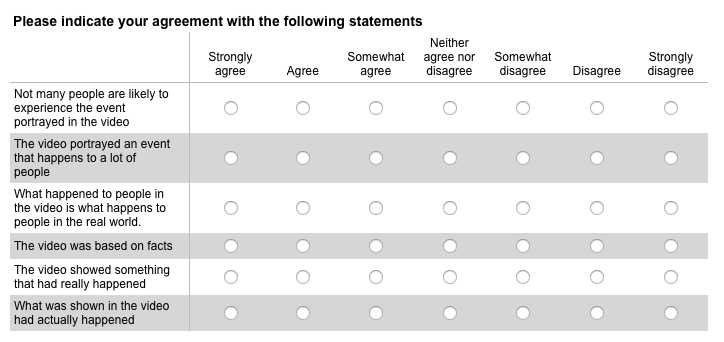 Please indicate your agreement with the following statements
Strongly agree
Agree
Somewhat agree
Neither agree nor disagree
Somewhat disagree
Disagree
Strongly disagree
Not many people are likely to
experience the event
portrayed in the video
The video portrayed an event
that happens to a lot of
people
What happened to people in
the video is what happens to
people in the real world.
The video was based on facts
The video showed something
that had really happened
What was shown in the video
had actually happened